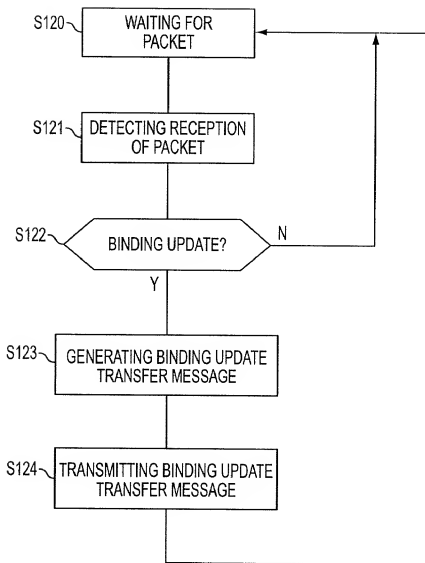 S120
WAITING FOR
PACKET
S121
DETECTING RECEPTION
OF PACKET
S122
BINDING UPDATE?
N
Y
S123
GENERATING BINDING UPDATE
TRANSFER MESSAGE
S124
TRANSMITTING BINDING UPDATE
TRANSFER MESSAGE